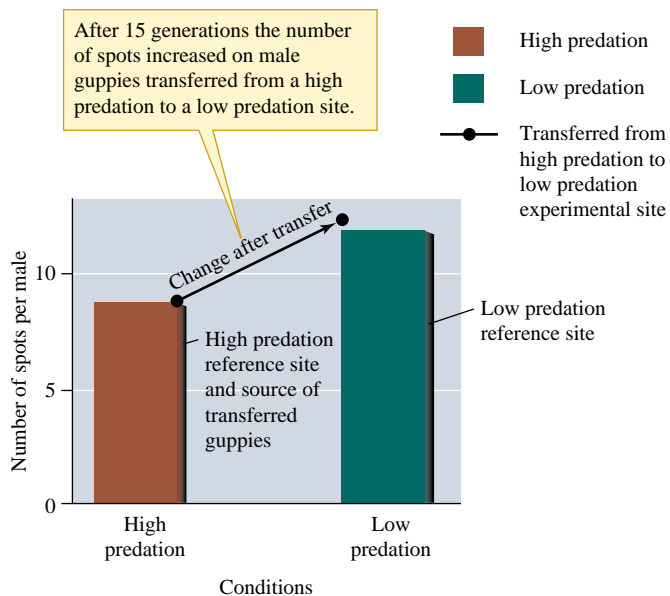 After 15 generations the number
of spots increased on male
guppies transferred from a high
predation to a low predation site.
High predation
Low predation
Transferred from
high predation to
low predation
experimental site
Number of spots per male
10
5
0
Change after transfer
High predation
reference site
and source of
transferred
guppies
Low predation
reference site
High
predation
Low
predation
Conditions